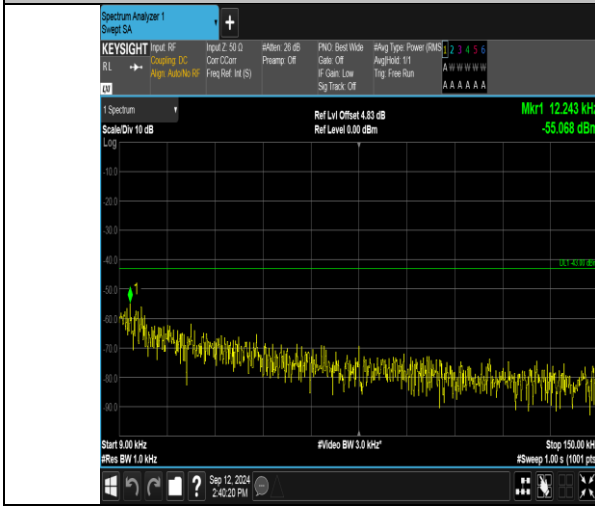 Spectrum Analyzer 1
Swept SA
+
KEYSIGHT Input: RF Input Z: 50 Ω #Atten: 26 dB PNO: Best Wide #Avg Type: Power (RMS 1 2 3 4 5 6
RL Coupling: DC Corr CCorr Preamp: Off Gate: Off Avg|Hold: 1/1 A W W W W W
Align: Auto/No RF Freq Ref: Int (S) IF Gain: Low Trig: Free Run
LXI Sig Track: Off A A A A A A
1 Spectrum Ref Lvl Offset 4.83 dB Mkr1 12.243 kHz
Scale/Div 10 dB Ref Level 0.00 dBm -55.068 dBm
Log
-10.0
-20.0
-30.0
-40.0
DL1 -43.00 dBm
-50.0
1
-60.0
-70.0
-80.0
-90.0
Start 9.00 kHz #Video BW 3.0 kHz* Stop 150.00 kHz
#Res BW 1.0 kHz #Sweep 1.00 s (1001 pts
? Sep 12, 2024
2:40:20 PM